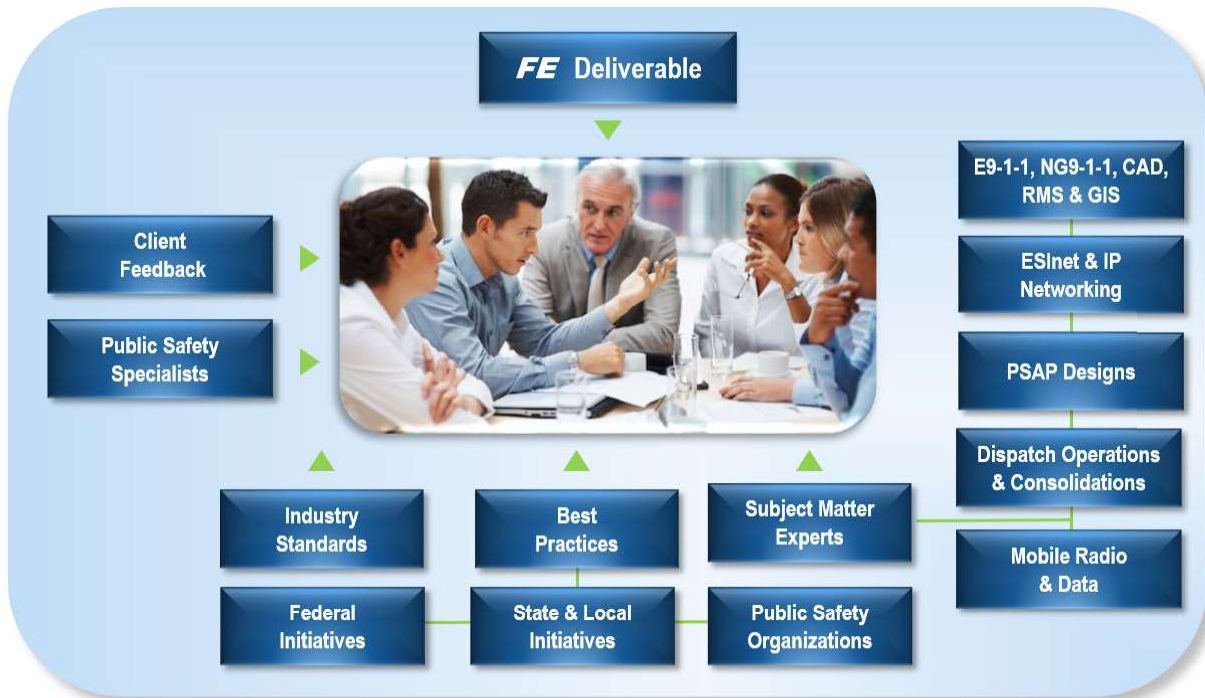 FE Deliverable
Client
Feedback
Public Safety
Specialists
E9-1-1, NG9-1-1, CAD,
RMS & GIS
ESInet & IP
Networking
PSAP Designs
Dispatch Operations
& Consolidations
Mobile Radio
& Data
Industry
Standards
Best
Practices
Subject Matter
Experts
Federal
Initiatives
State & Local
Initiatives
Public Safety
Organizations